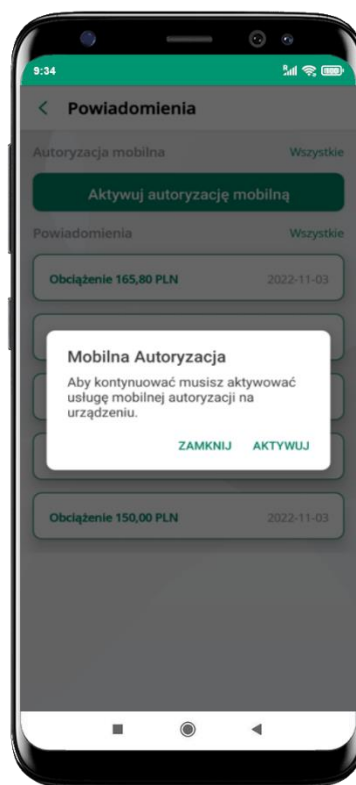 9:34
Powiadomienia
Autoryzacja mobilna Wszystkie
Aktywuj autoryzację mobilną
Powiadomienia Wszystkie
Obciążenie 165,80 PLN 2022-11-03
Mobilna Autoryzacja
Aby kontynuować musisz aktywować
usługę mobilnej autoryzacji na
urządzeniu.
ZAMKNIJ AKTYWUJ
Obciążenie 150,00 PLN 2022-11-03